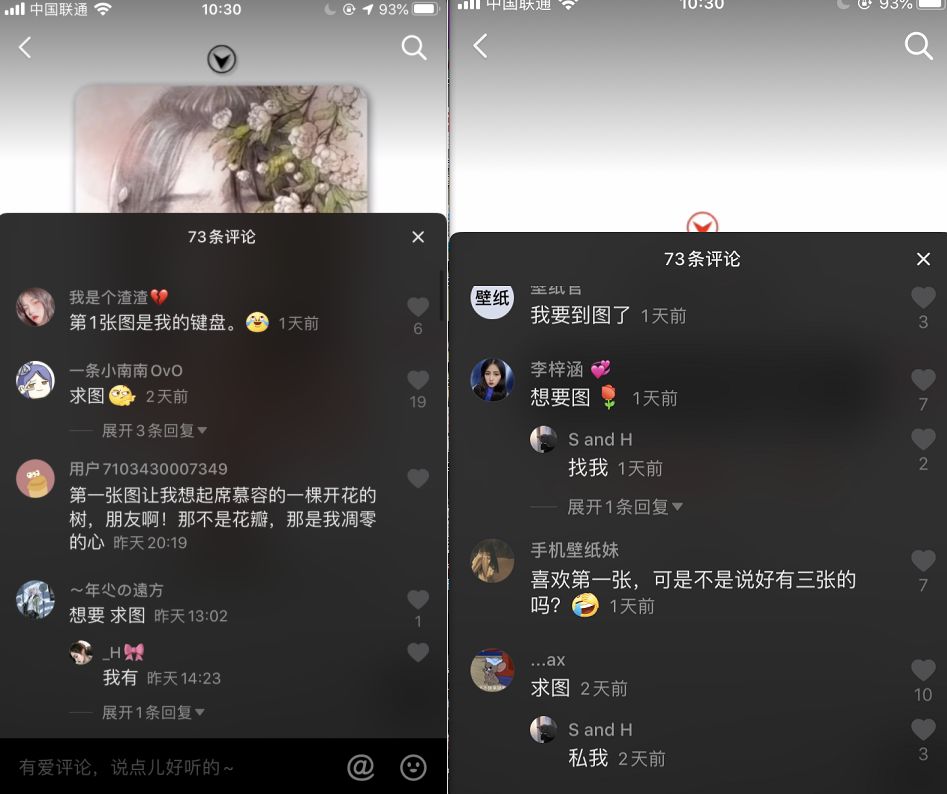 中国联通
10:30
93%
73条评论
我是个渣渣💔
第1张图是我的键盘。😂 1天前
6
一条小南南OvO
求图🫣 2天前
19
展开3条回复
用户7103430007349
第一张图让我想起席慕容的一棵开花的
树，朋友啊！那不是花瓣，那是我凋零
的心 昨天20:19
想要 求图 昨天13:02
1
_H🎀
我有 昨天14:23
展开1条回复
有爱评论，说点儿好听的~
@
中国联通
10:30
93%
73条评论
壁纸
壁纸官
我要到图了 1天前
3
李梓涵 💞
想要图 🌹 1天前
7
S and H
找我 1天前
2
展开1条回复
手机壁纸妹
喜欢第一张，可是不是说好有三张的
吗？🤣 1天前
7
...ax
求图 2天前
10
S and H
私我 2天前
3